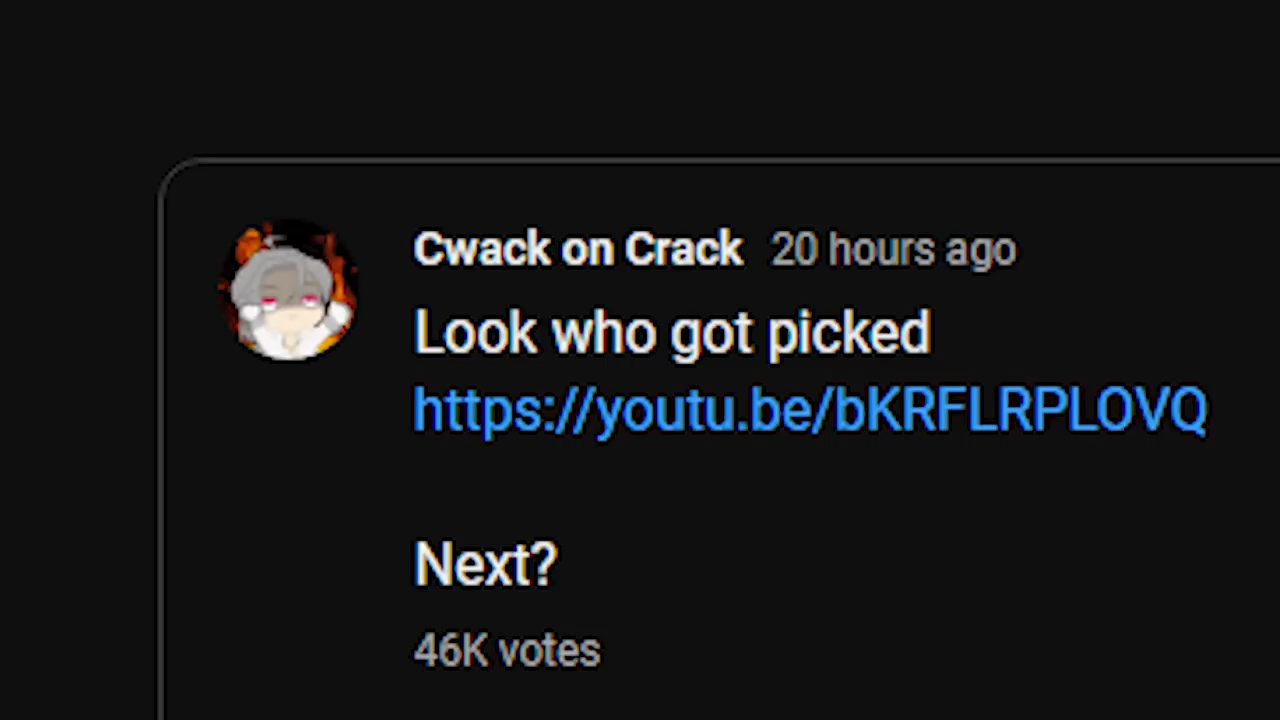 Cwack on Crack 20 hours ago
Look who got picked
https://youtu.be/bKRFLRPLOVQ
Next?
46K votes